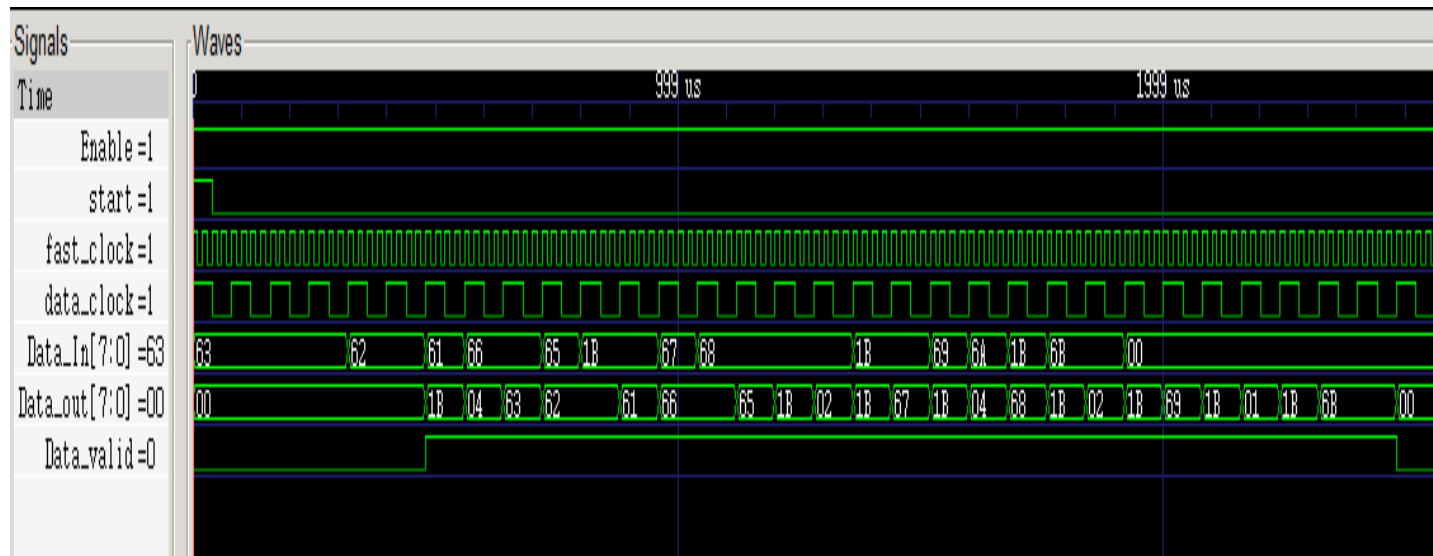 Signals Waves
Time 0 999 us 1999 us
Enable =1
start =1
fast_clock =1
data_clock =1
Data_In[7:0] =63 63 62 61 66 65 1B 67 68 1B 69 6A 1B 6B 00
Data_out[7:0] =00 00 1B 04 63 62 61 66 65 1B 02 1B 67 1B 04 68 1B 02 1B 69 1B 01 1B 6B 00
Data_valid =0